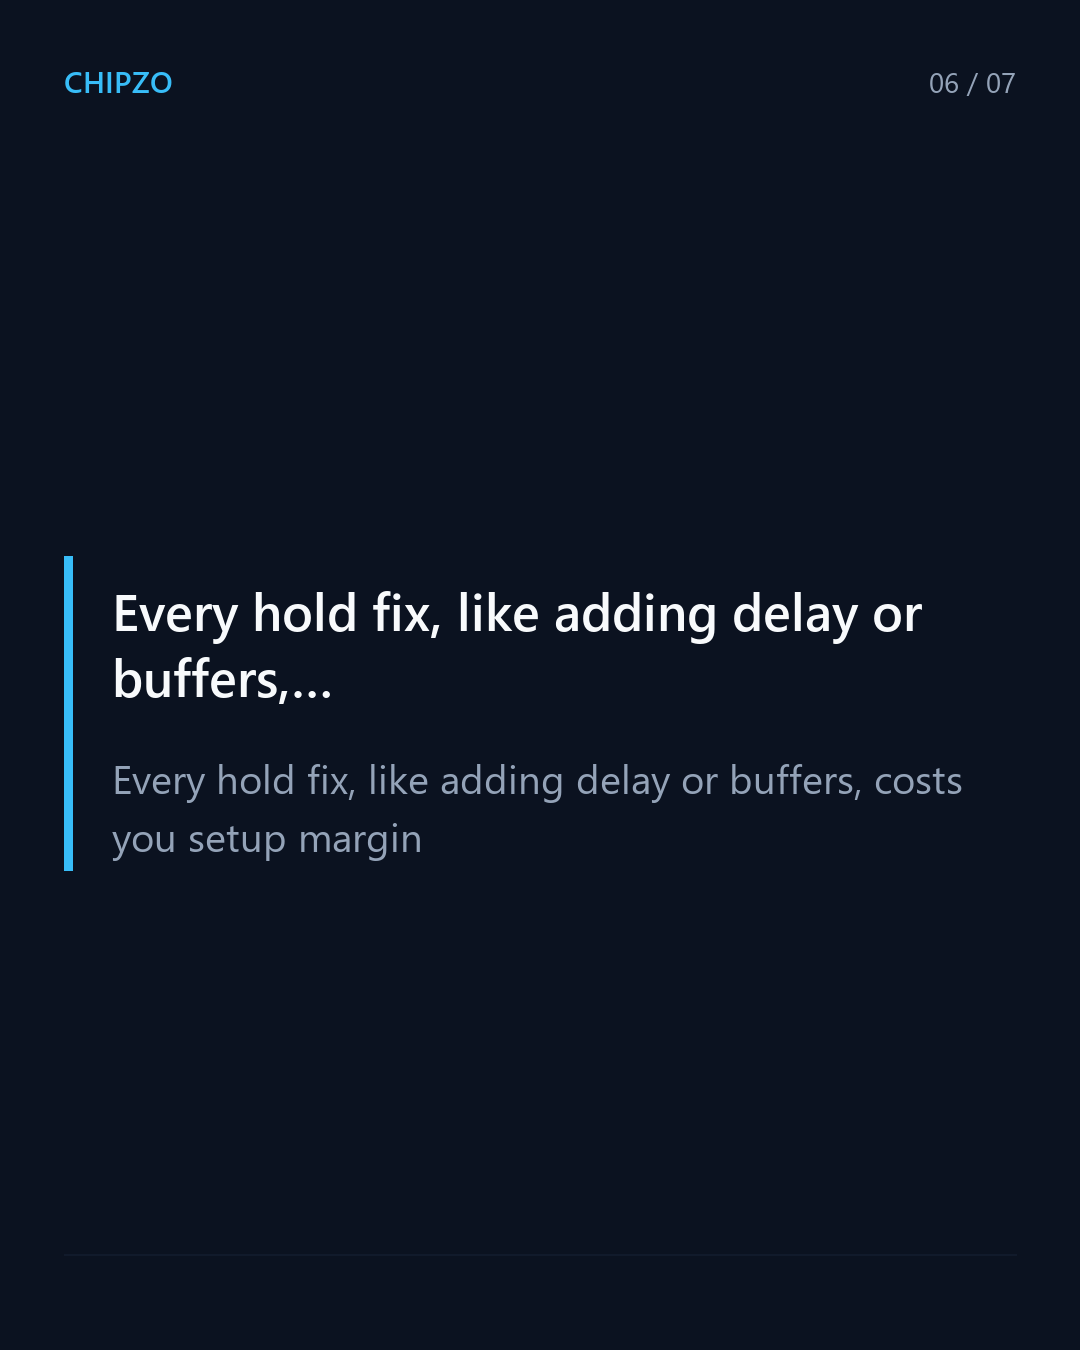 CHIPZO
06 / 07
Every hold fix, like adding delay or
buffers,...
Every hold fix, like adding delay or buffers, costs
you setup margin